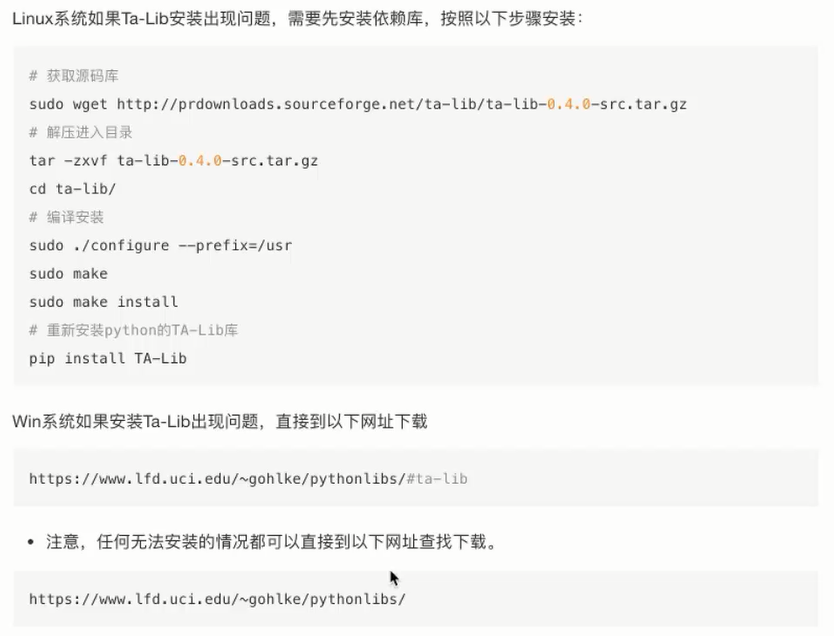 Linux系统如果Ta-Lib安装出现问题，需要先安装依赖库，按照以下步骤安装：
# 获取源码库
sudo wget http://prdownloads.sourceforge.net/ta-lib/ta-lib-0.4.0-src.tar.gz
# 解压进入目录
tar -zxvf ta-lib-0.4.0-src.tar.gz
cd ta-lib/
# 编译安装
sudo ./configure --prefix=/usr
sudo make
sudo make install
# 重新安装python的TA-Lib库
pip install TA-Lib
Win系统如果安装Ta-Lib出现问题，直接到以下网址下载
https://www.lfd.uci.edu/~gohlke/pythonlibs/#ta-lib
• 注意，任何无法安装的情况都可以直接到以下网址查找下载。
https://www.lfd.uci.edu/~gohlke/pythonlibs/